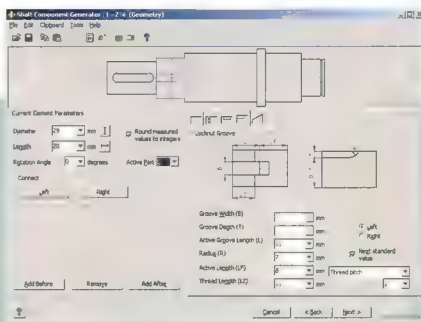 Shaft Component Generator
(Geometry)
File Edit Clipboard Tools Help
Current Element Parameters
Diameter mm
Round measured
values to integers
Length 20 mm
Rotation Angle 0 degrees
Active Part
Connect
Left Right
Add Before Remove Add After
Locknut Groove
Groove Width (B) mm
Groove Depth (T) mm
Active Groove Length (L) mm
Radius (R) mm
Active Length (LF) mm
Thread Length (LZ) mm
Left
Right
Next standard
value
Thread pitch
Cancel < Back Next >